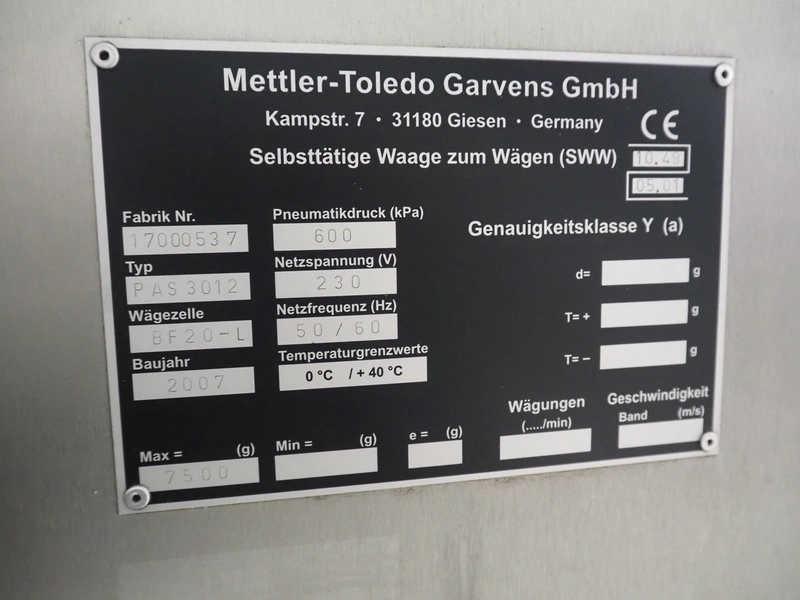 Mettler-Toledo Garvens GmbH
Kampstr. 7 · 31180 Giesen · Germany
CE
Selbsttätige Waage zum Wägen (SWW)
10.49
05.01
Fabrik Nr.
17000537
Pneumatikdruck (kPa)
600
Genauigkeitsklasse Y (a)
Typ
PAS3012
Netzspannung (V)
230
d= g
Wägezelle
BF20-L
Netzfrequenz (Hz)
50/60
T= + g
Baujahr
2007
Temperaturgrenzwerte
0 °C / + 40 °C
T= – g
Wägungen
(...../min)
Geschwindigkeit
Band (m/s)
Max = (g)
7500
Min = (g)
e = (g)